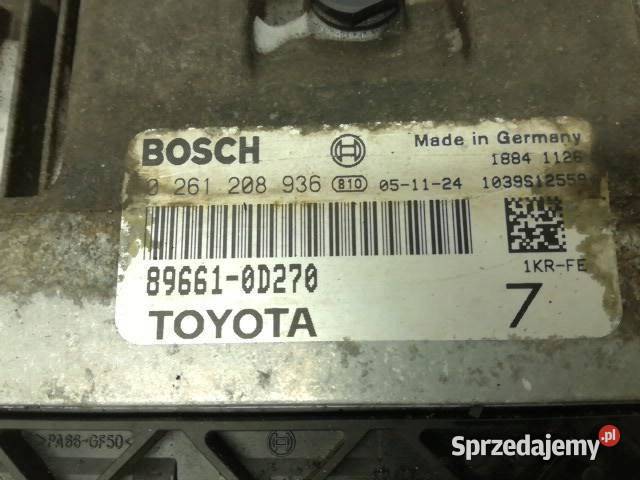 BOSCH
Made in Germany
1884 1126
0 261 208 936 810 05-11-24 1039S12559
89661-0D270
1KR-FE
TOYOTA
7
>PA66-GF50<
Sprzedajemy.pl